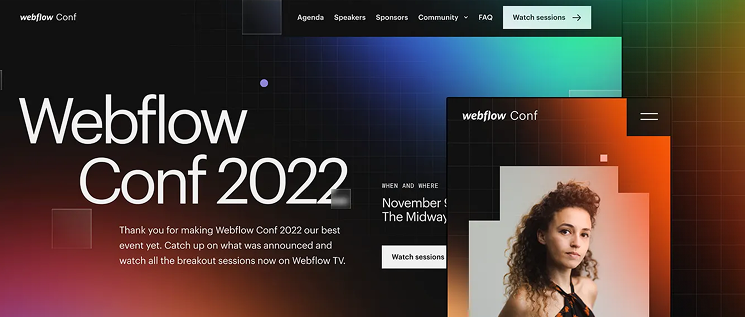 webflow Conf
Agenda Speakers Sponsors Community FAQ Watch sessions
Webflow
Conf 2022
Thank you for making Webflow Conf 2022 our best
event yet. Catch up on what was announced and
watch all the breakout sessions now on Webflow TV.
WHEN AND WHERE
November
The Midway
Watch sessions
webflow Conf